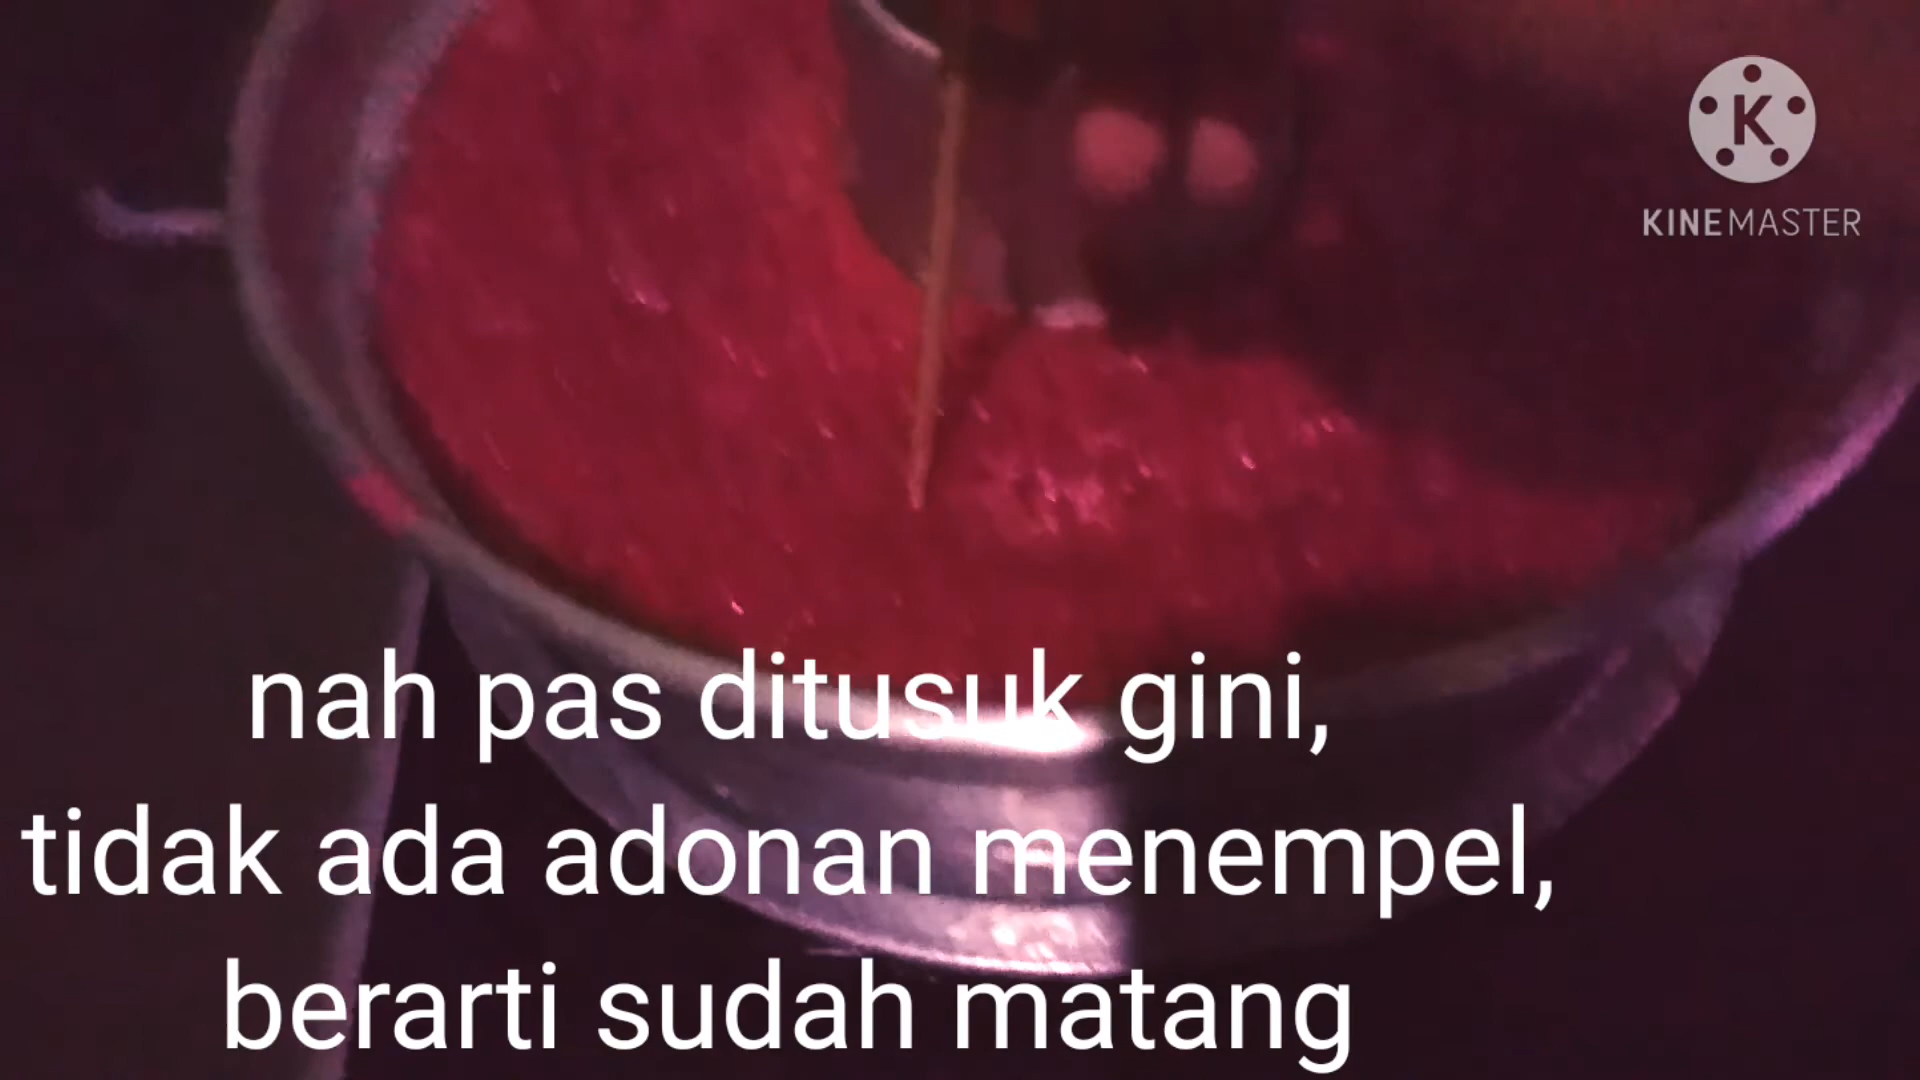 K
KINEMASTER
nah pas ditusuk gini,
tidak ada adonan menempel,
berarti sudah matang